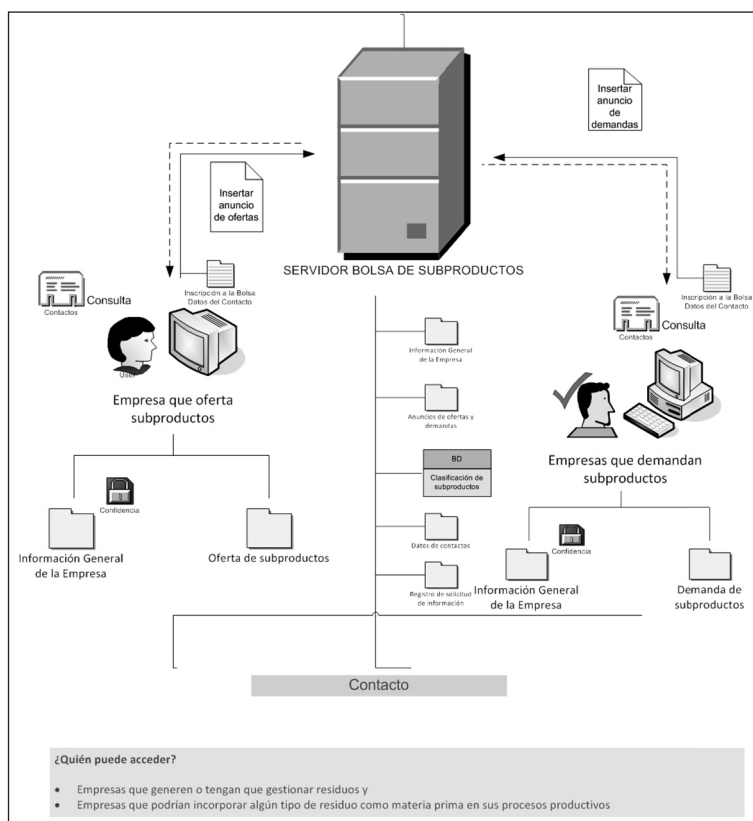 Insertar
anuncio
de
demandas
Insertar
anuncio
de ofertas
SERVIDOR BOLSA DE SUBPRODUCTOS
Inscripción a la Bolsa
Datos del Contacto
Consulta
Contactos
User
Empresa que oferta
subproductos
Confidencia
Información General
de la Empresa
Oferta de subproductos
Información General
de la Empresa
Anuncios de ofertas y
demandas
BD
Clasificación de
subproductos
Datos de contactos
Registro de solicitud
de información
Inscripción a la Bolsa
Datos del Contacto
Consulta
Contactos
Empresas que demandan
subproductos
Confidencia
Información General
de la Empresa
Demanda de
subproductos
Contacto
¿Quién puede acceder?
• Empresas que generen o tengan que gestionar residuos y
• Empresas que podrían incorporar algún tipo de residuo como materia prima en sus procesos productivos